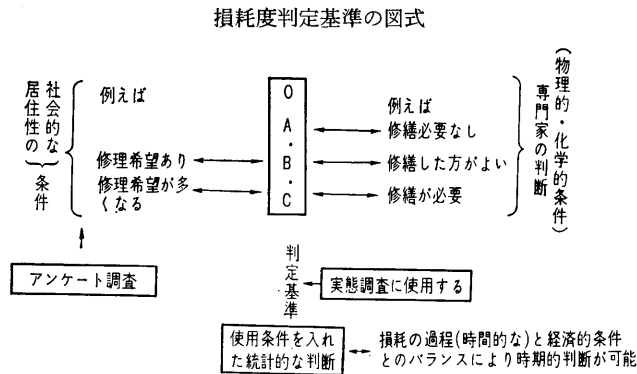 損耗度判定基準の図式
社会的な
居住性の
条件
例えば
修理希望あり
修理希望が多
くなる
O
A・B・C
例えば
修繕必要なし
修繕した方がよい
修繕が必要
専門家の判断
(物理的・化学的条件)
アンケート調査
判定基準
実態調査に使用する
使用条件を入れ
た統計的な判断
損耗の過程(時間的な)と経済的条件
とのバランスにより時期的判断が可能